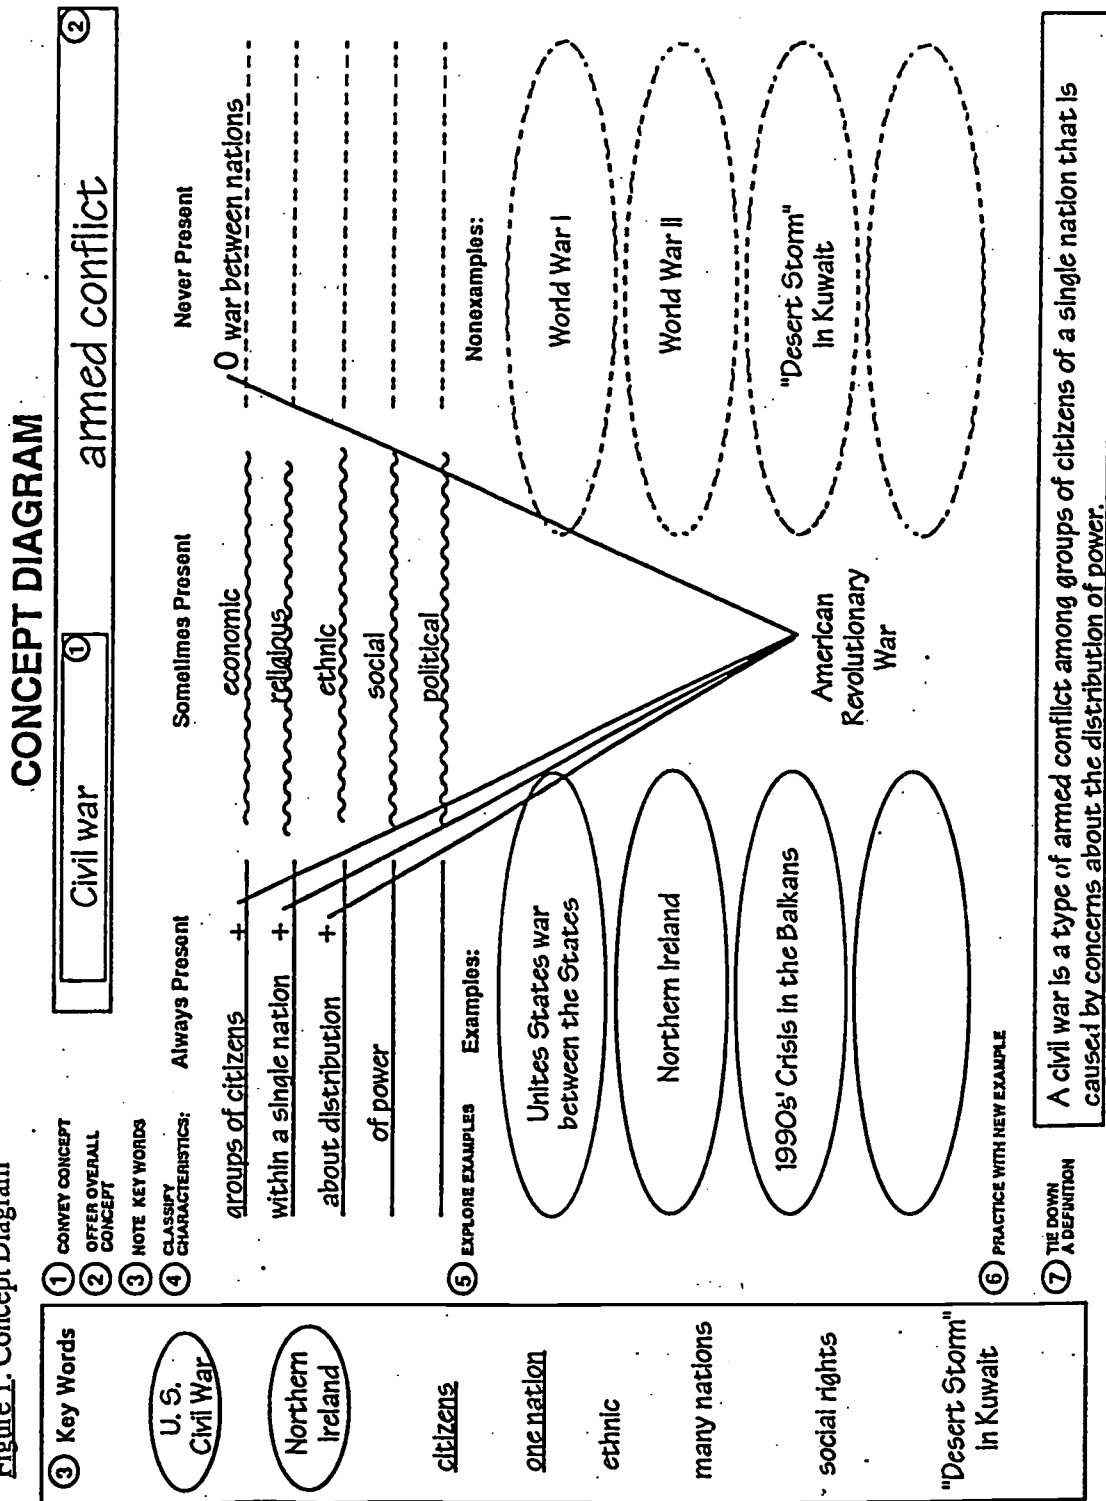 Figure 1. Concept Diagram
CONCEPT DIAGRAM
① CONVEY CONCEPT
② OFFER OVERALL
CONCEPT
③ NOTE KEY WORDS
④ CLASSIFY
CHARACTERISTICS:
Civil war ①
armed conflict ②
③ Key Words
U. S.
Civil War
Northern
Ireland
citizens
one nation
ethnic
many nations
social rights
"Desert Storm"
in Kuwait
Always Present
groups of citizens +
within a single nation +
about distribution +
of power
Sometimes Present
economic
religious
ethnic
social
political
Never Present
O war between nations
⑤ EXPLORE EXAMPLES
Examples:
Unites States war
between the States
Northern Ireland
1990s' Crisis in the Balkans
Nonexamples:
World War I
World War II
"Desert Storm"
In Kuwait
⑥ PRACTICE WITH NEW EXAMPLE
American
Revolutionary
War
⑦ TIE DOWN
A DEFINITION
A civil war is a type of armed conflict among groups of citizens of a single nation that is
caused by concerns about the distribution of power.